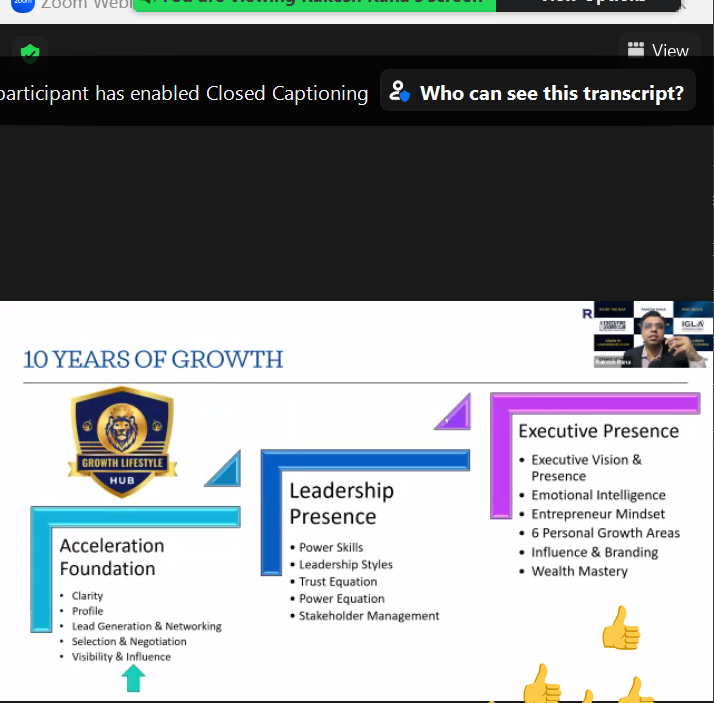 zoom
Zoom Webi
You are viewing Rakesh Rana's screen
View Options
View
participant has enabled Closed Captioning
Who can see this transcript?
R
IGLA
Rakesh Rana
10 YEARS OF GROWTH
GROWTH LIFESTYLE
HUB
Executive Presence
• Executive Vision &
Presence
• Emotional Intelligence
• Entrepreneur Mindset
• 6 Personal Growth Areas
• Influence & Branding
• Wealth Mastery
Leadership
Presence
• Power Skills
• Leadership Styles
• Trust Equation
• Power Equation
• Stakeholder Management
Acceleration
Foundation
• Clarity
• Profile
• Lead Generation & Networking
• Selection & Negotiation
• Visibility & Influence